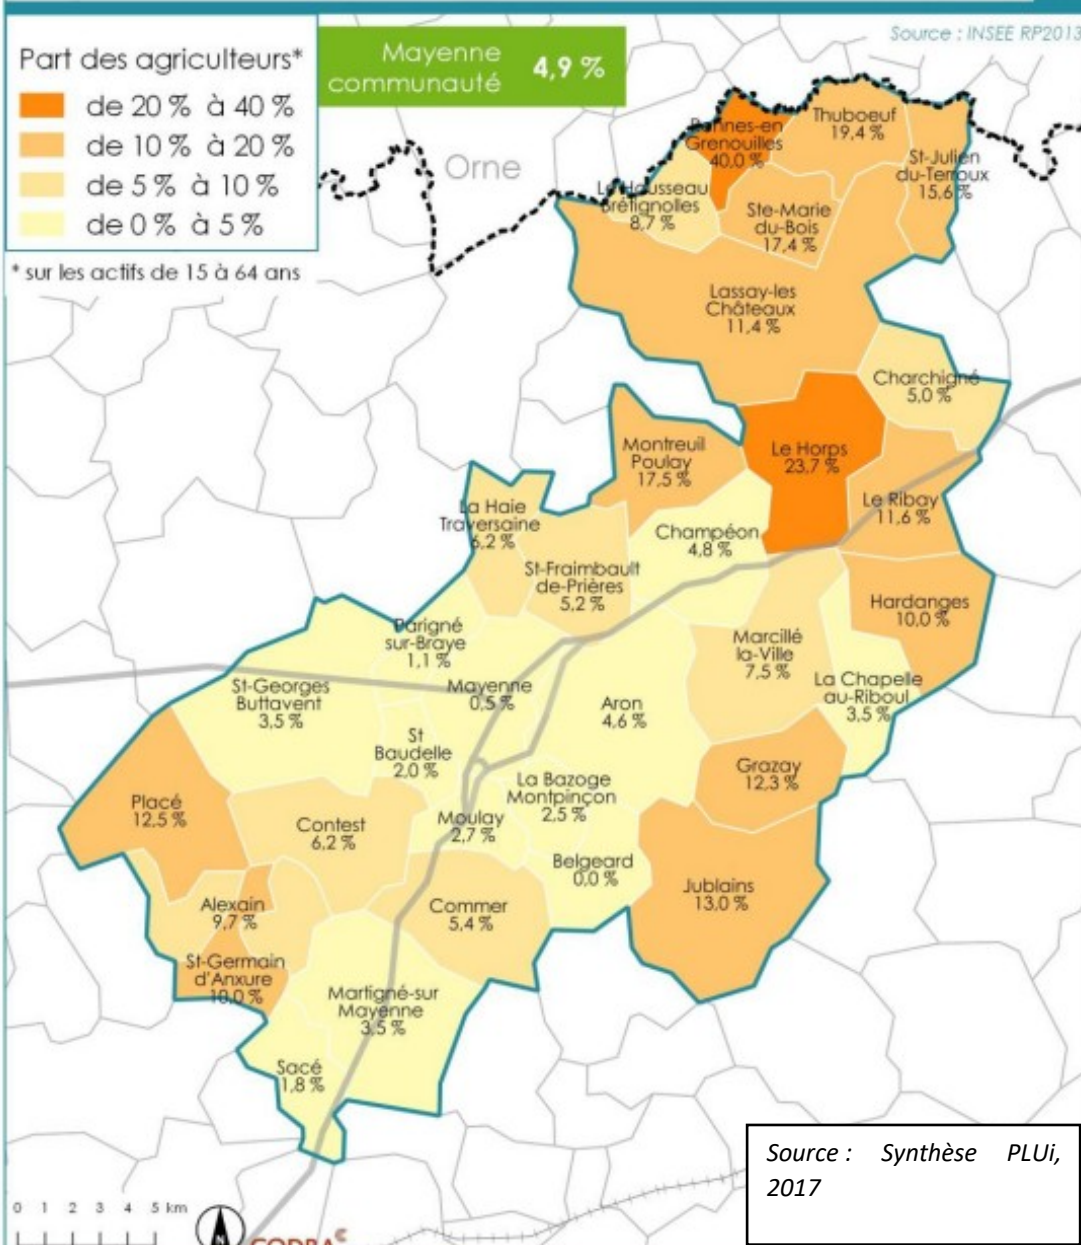 Source : INSEE RP2013
Part des agriculteurs*
de 20 % à 40 %
de 10 % à 20 %
de 5 % à 10 %
de 0 % à 5 %
* sur les actifs de 15 à 64 ans
Mayenne
communauté
4,9 %
Orne
Rennes-en
Grenouilles
40,0 %
Thuboeuf
19,4 %
St-Julien
du-Terroux
15,6 %
Le Housseau
Brétignolles
8,7 %
Ste-Marie
du-Bois
17,4 %
Lassay-les
Châteaux
11,4 %
Charchigné
5,0 %
Montreuil
Poulay
17,5 %
Le Horps
23,7 %
Le Ribay
11,6 %
La Haie
Traversaine
6,2 %
Champéon
4,8 %
St-Fraimbault
de-Prières
5,2 %
Hardanges
10,0 %
Parigné
sur-Braye
1,1 %
Marcillé
la-Ville
7,5 %
La Chapelle
au-Riboul
3,5 %
St-Georges
Buttavent
3,5 %
Mayenne
0,5 %
Aron
4,6 %
St
Baudelle
2,0 %
Grazay
12,3 %
La Bazoge
Montpinçon
2,5 %
Placé
12,5 %
Contest
6,2 %
Moulay
2,7 %
Belgeard
0,0 %
Jublains
13,0 %
Alexain
9,7 %
Commer
5,4 %
St-Germain
d'Anxure
10,0 %
Martigné-sur
Mayenne
3,5 %
Sacé
1,8 %
Source : Synthèse PLUi,
2017
0 1 2 3 4 5 km
N
CODRA